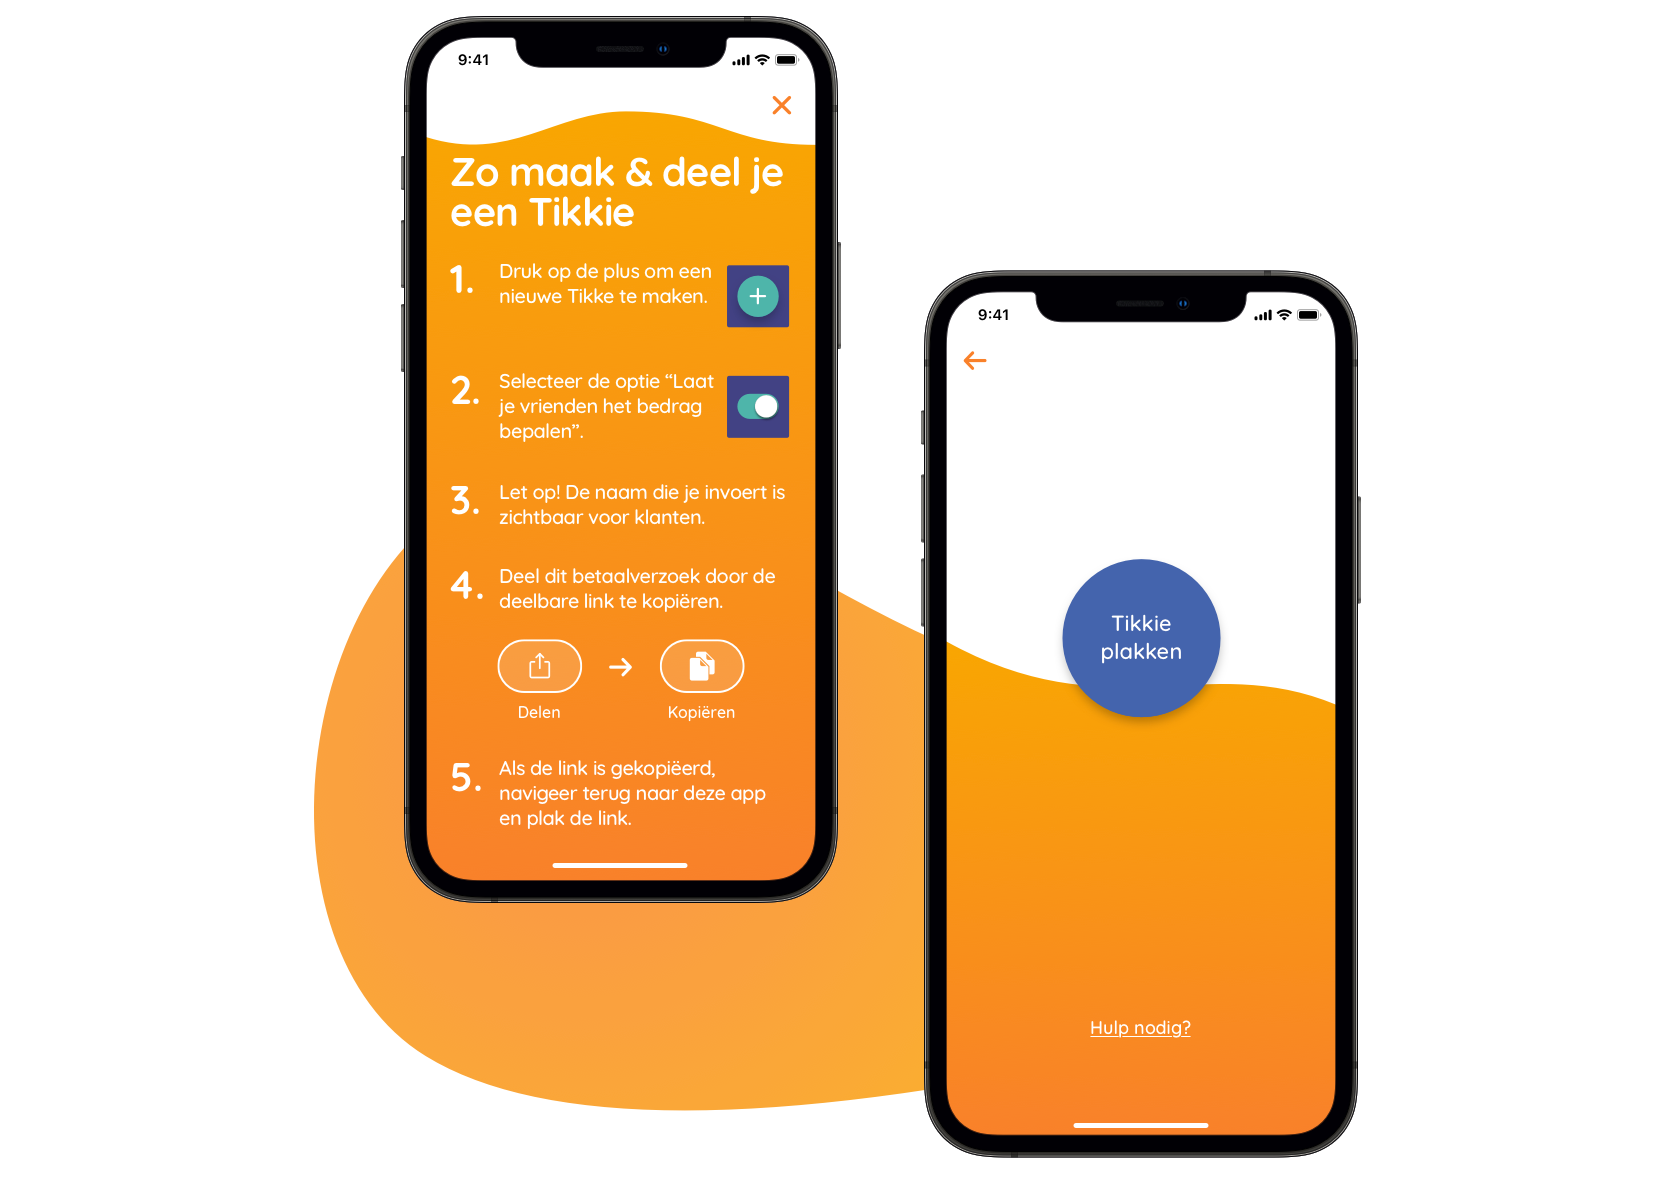 9:41
Zo maak & deel je
een Tikkie
1.
Druk op de plus om een
nieuwe Tikke te maken.
2.
Selecteer de optie “Laat
je vrienden het bedrag
bepalen”.
3.
Let op! De naam die je invoert is
zichtbaar voor klanten.
4.
Deel dit betaalverzoek door de
deelbare link te kopiëren.
Delen
Kopiëren
5.
Als de link is gekopiëerd,
navigeer terug naar deze app
en plak de link.
9:41
Tikkie
plakken
Hulp nodig?